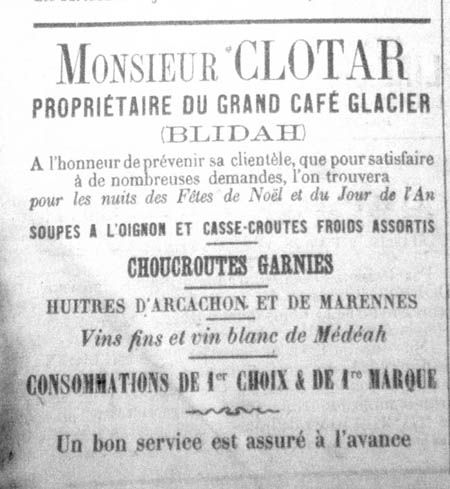 MONSIEUR CLOTAR
PROPRIÉTAIRE DU GRAND CAFÉ GLACIER
(BLIDAH)
A l'honneur de prévenir sa clientèle, que pour satisfaire
à de nombreuses demandes, l'on trouvera
pour les nuits des Fêtes de Noël et du Jour de l'An
SOUPES A L'OIGNON ET CASSE-CROUTES FROIDS ASSORTIS
CHOUCROUTES GARNIES
HUITRES D'ARCACHON ET DE MARENNES
Vins fins et vin blanc de Médéah
CONSOMMATIONS DE 1er CHOIX & DE 1re MARQUE
Un bon service est assuré à l'avance